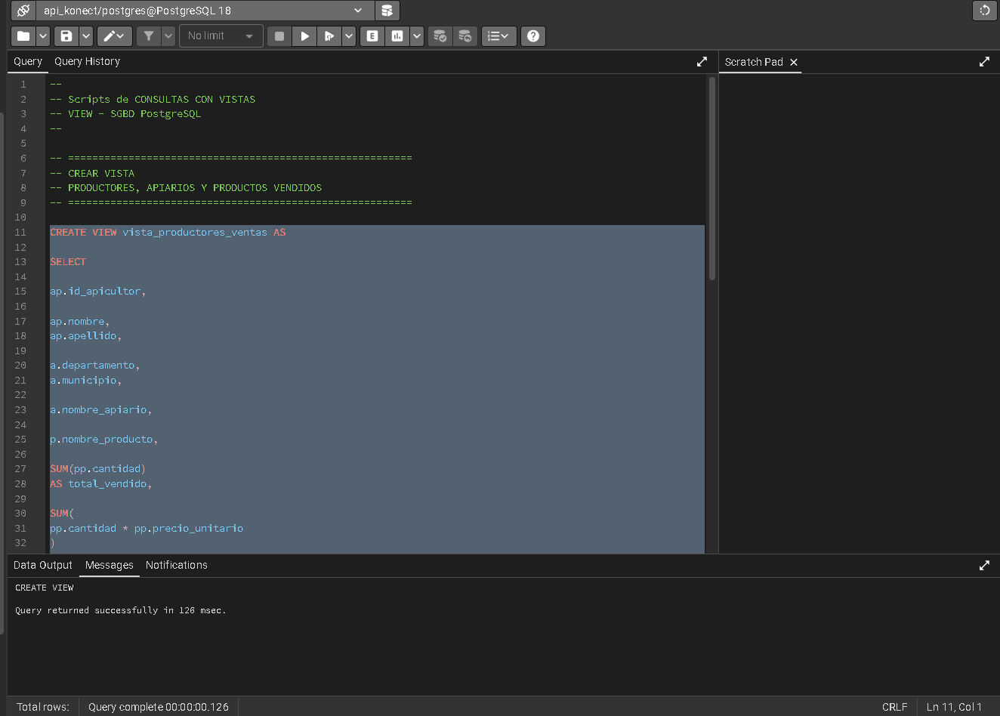 api_konect/postgres@PostgreSQL 18
No limit
Query
Query History
Scratch Pad
1 --
2 -- Scripts de CONSULTAS CON VISTAS
3 -- VIEW - SGBD PostgreSQL
4 --
5
6 -- =========================================================
7 -- CREAR VISTA
8 -- PRODUCTORES, APIARIOS Y PRODUCTOS VENDIDOS
9 -- =========================================================
10
11 CREATE VIEW vista_productores_ventas AS
12
13 SELECT
14
15 ap.id_apicultor,
16
17 ap.nombre,
18 ap.apellido,
19
20 a.departamento,
21 a.municipio,
22
23 a.nombre_apiario,
24
25 p.nombre_producto,
26
27 SUM(pp.cantidad)
28 AS total_vendido,
29
30 SUM(
31 pp.cantidad * pp.precio_unitario
32 )
Data Output
Messages
Notifications
CREATE VIEW
Query returned successfully in 126 msec.
Total rows:
Query complete 00:00:00.126
CRLF
Ln 11, Col 1